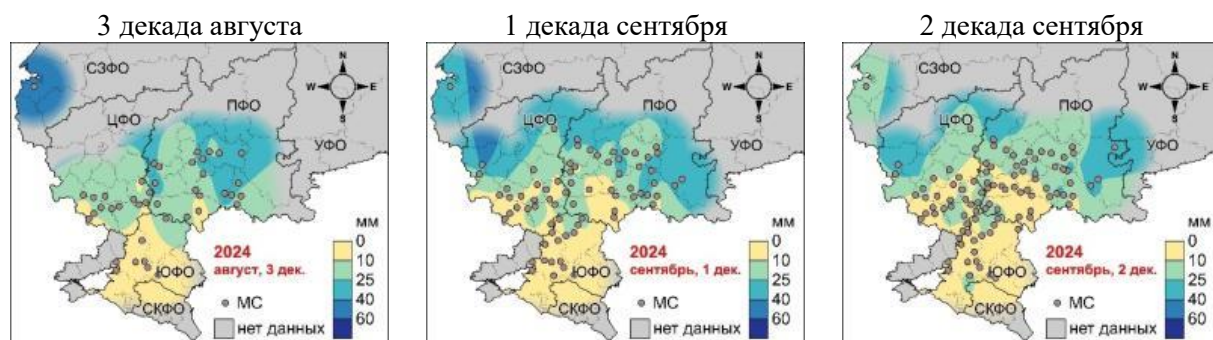 3 декада августа
1 декада сентября
2 декада сентября
СЗФО
ЦФО
ПФО
УФО
ЮФО
СКФО
N
W
E
S
2024
август, 3 дек.
МС
нет данных
мм
0
10
25
40
60
СЗФО
ЦФО
ПФО
УФО
ЮФО
СКФО
N
W
E
S
2024
сентябрь, 1 дек.
МС
нет данных
мм
0
10
25
40
60
СЗФО
ЦФО
ПФО
УФО
ЮФО
СКФО
N
W
E
S
2024
сентябрь, 2 дек.
МС
нет данных
мм
0
10
25
40
60